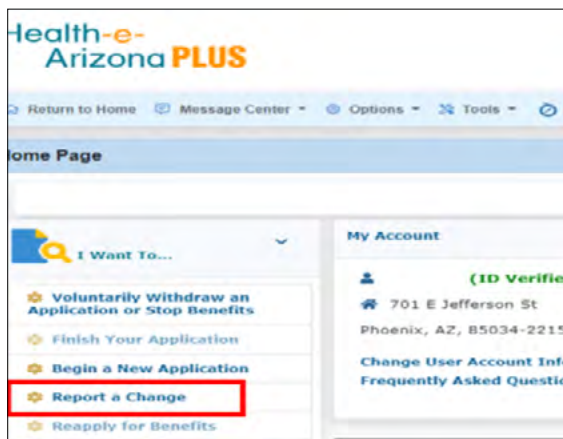 Health-e-
Arizona PLUS
Return to Home Message Center Options Tools
Home Page
I Want To...
Voluntarily Withdraw an
Application or Stop Benefits
Finish Your Application
Begin a New Application
Report a Change
Reapply for Benefits
My Account
(ID Verifie
701 E Jefferson St
Phoenix, AZ, 85034-2215
Change User Account Inf
Frequently Asked Questi